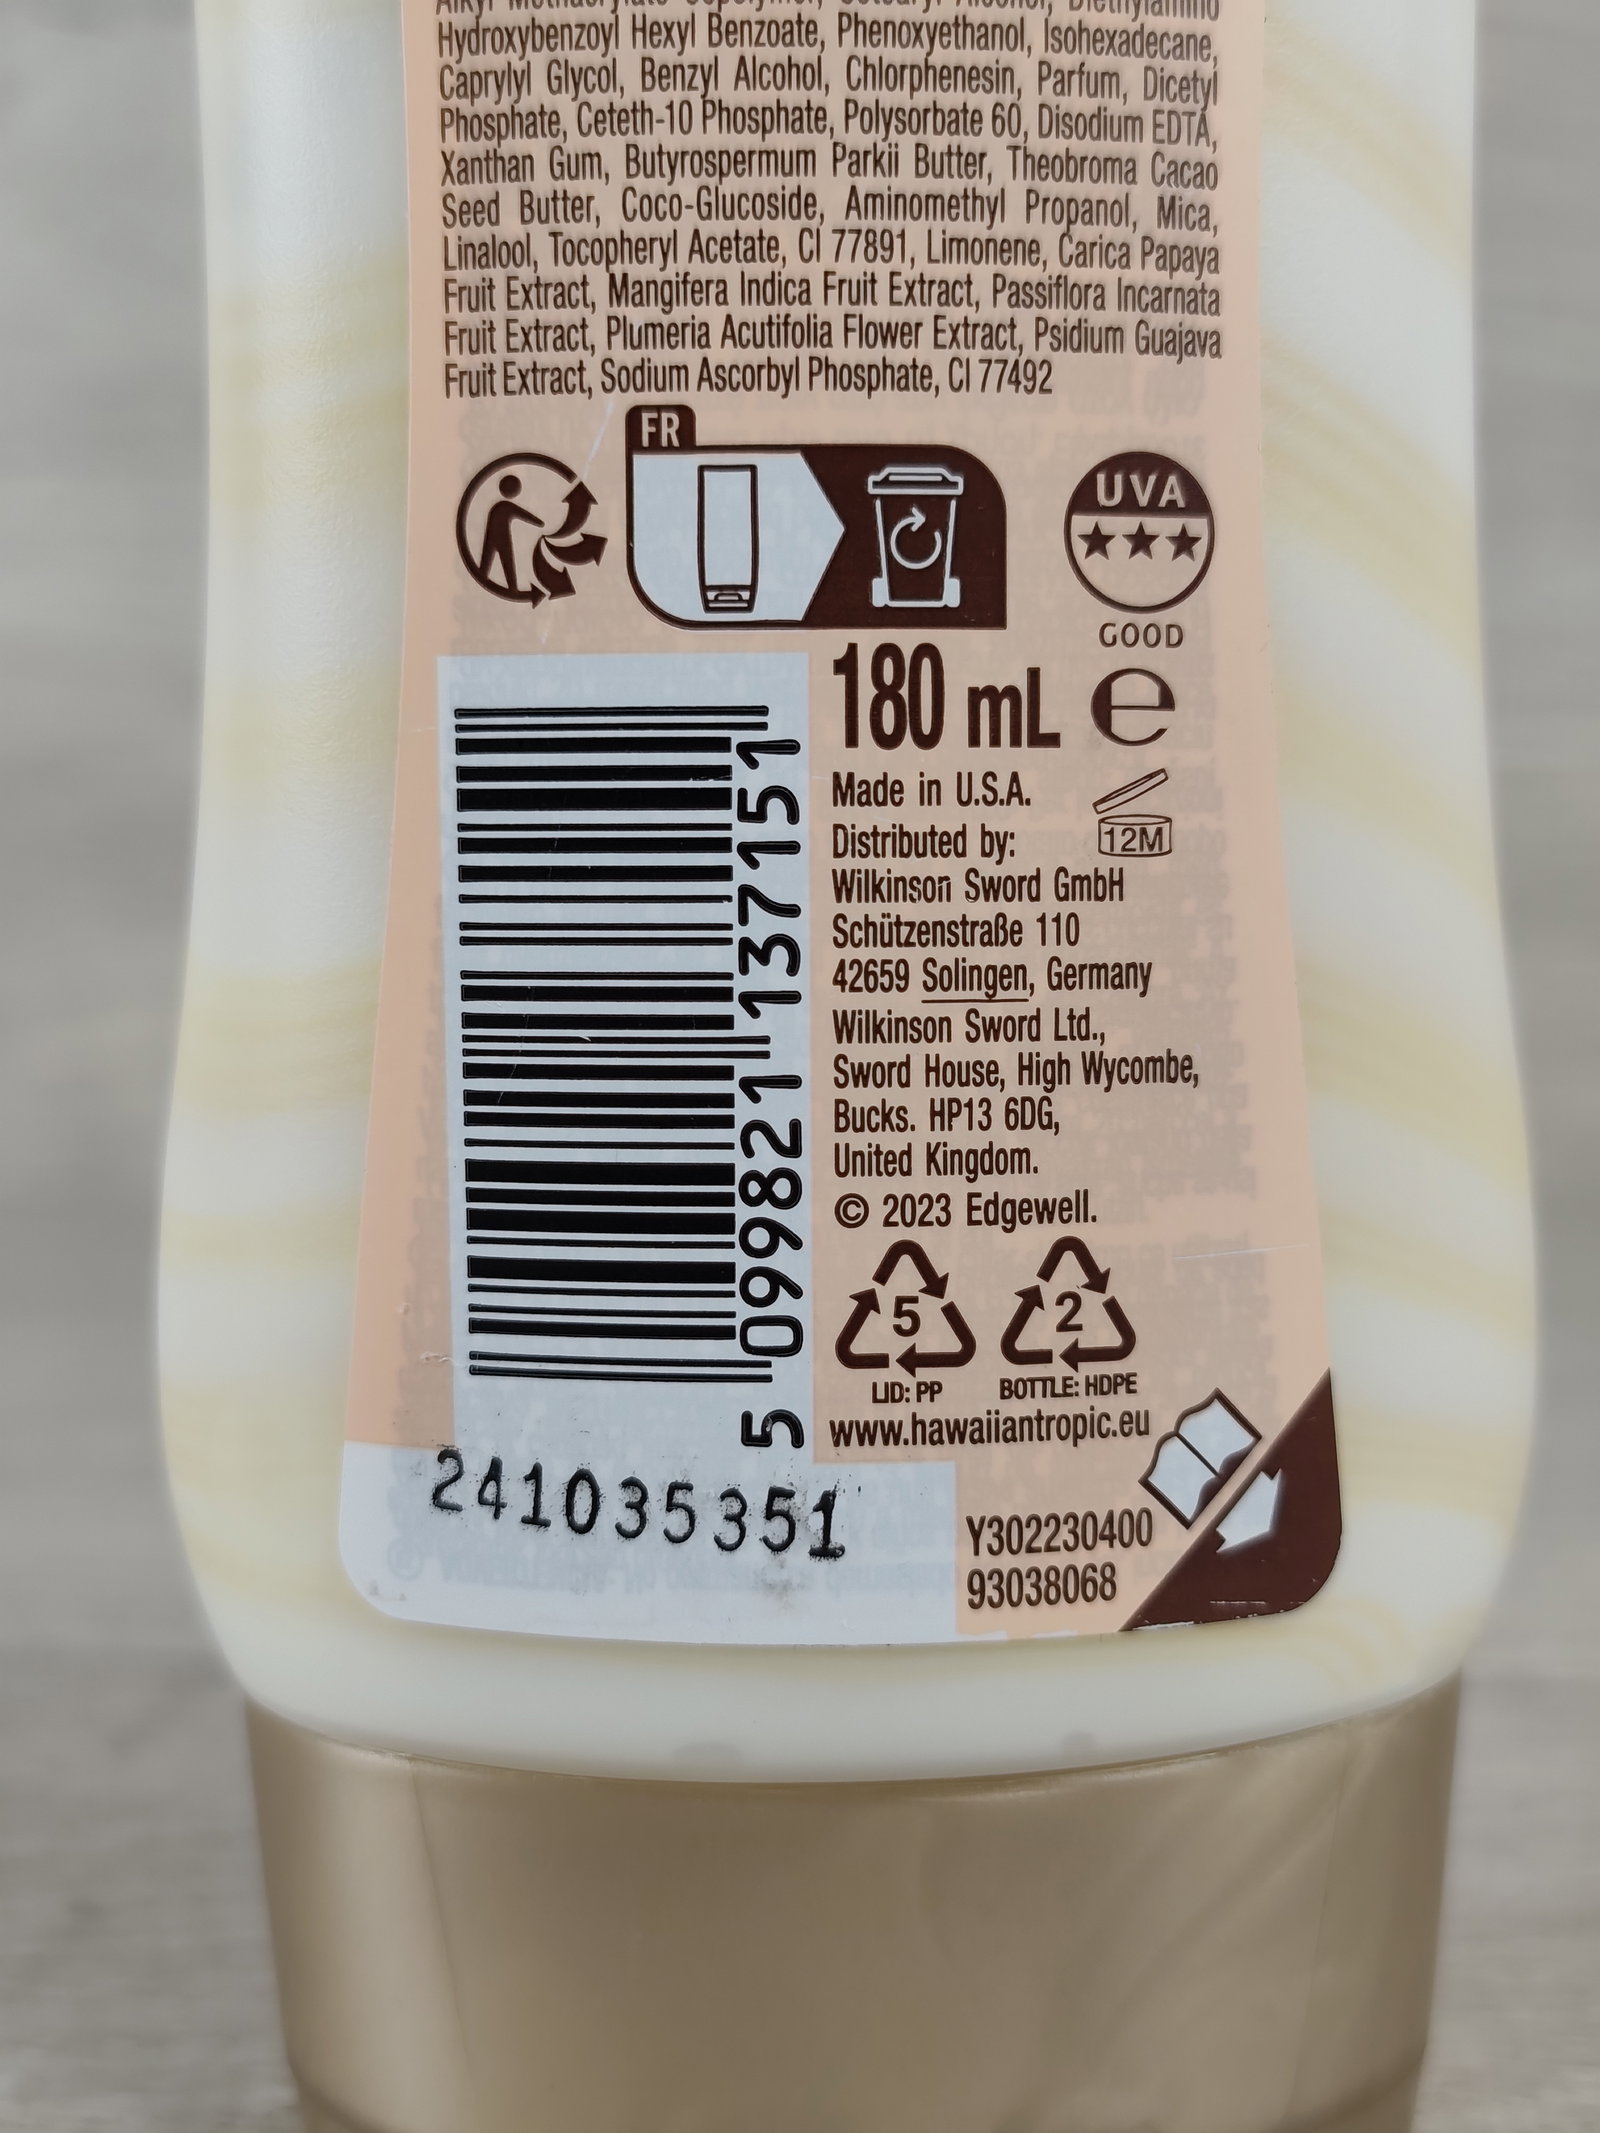 Hydroxybenzoyl Hexyl Benzoate, Phenoxyethanol, Isohexadecane,
Caprylyl Glycol, Benzyl Alcohol, Chlorphenesin, Parfum, Dicetyl
Phosphate, Ceteth-10 Phosphate, Polysorbate 60, Disodium EDTA,
Xanthan Gum, Butyrospermum Parkii Butter, Theobroma Cacao
Seed Butter, Coco-Glucoside, Aminomethyl Propanol, Mica,
Linalool, Tocopheryl Acetate, CI 77891, Limonene, Carica Papaya
Fruit Extract, Mangifera Indica Fruit Extract, Passiflora Incarnata
Fruit Extract, Plumeria Acutifolia Flower Extract, Psidium Guajava
Fruit Extract, Sodium Ascorbyl Phosphate, CI 77492
FR
UVA
GOOD
180 mL e
Made in U.S.A.
12M
Distributed by:
Wilkinson Sword GmbH
Schützenstraße 110
42659 Solingen, Germany
Wilkinson Sword Ltd.,
Sword House, High Wycombe,
Bucks. HP13 6DG,
United Kingdom.
© 2023 Edgewell.
5 2
LID: PP BOTTLE: HDPE
www.hawaiiantropic.eu
5 099821 137151
241035351
Y302230400
93038068